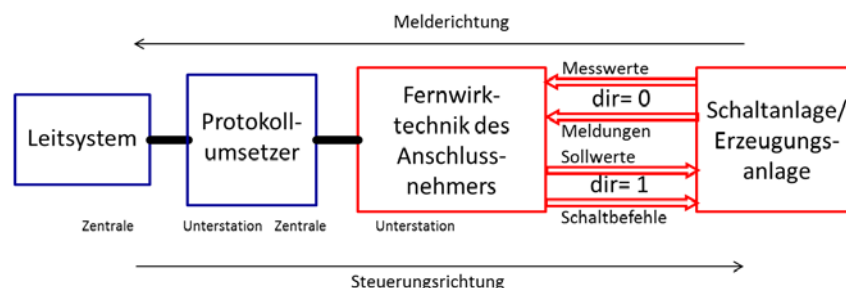 Melderichtung
Leitsystem
Protokoll-
umsetzer
Fernwirk-
technik des
Anschluss-
nehmers
Messwerte
dir= 0
Meldungen
Sollwerte
dir= 1
Schaltbefehle
Schaltanlage/
Erzeugungs-
anlage
Zentrale
Unterstation
Zentrale
Unterstation
Steuerungsrichtung